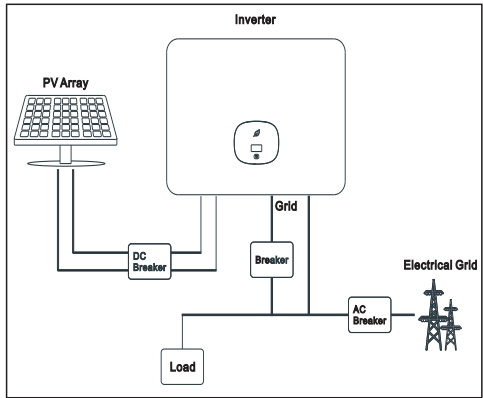 Inverter
PV Array
Grid
DC
Breaker
Breaker
Electrical Grid
AC
Breaker
Load